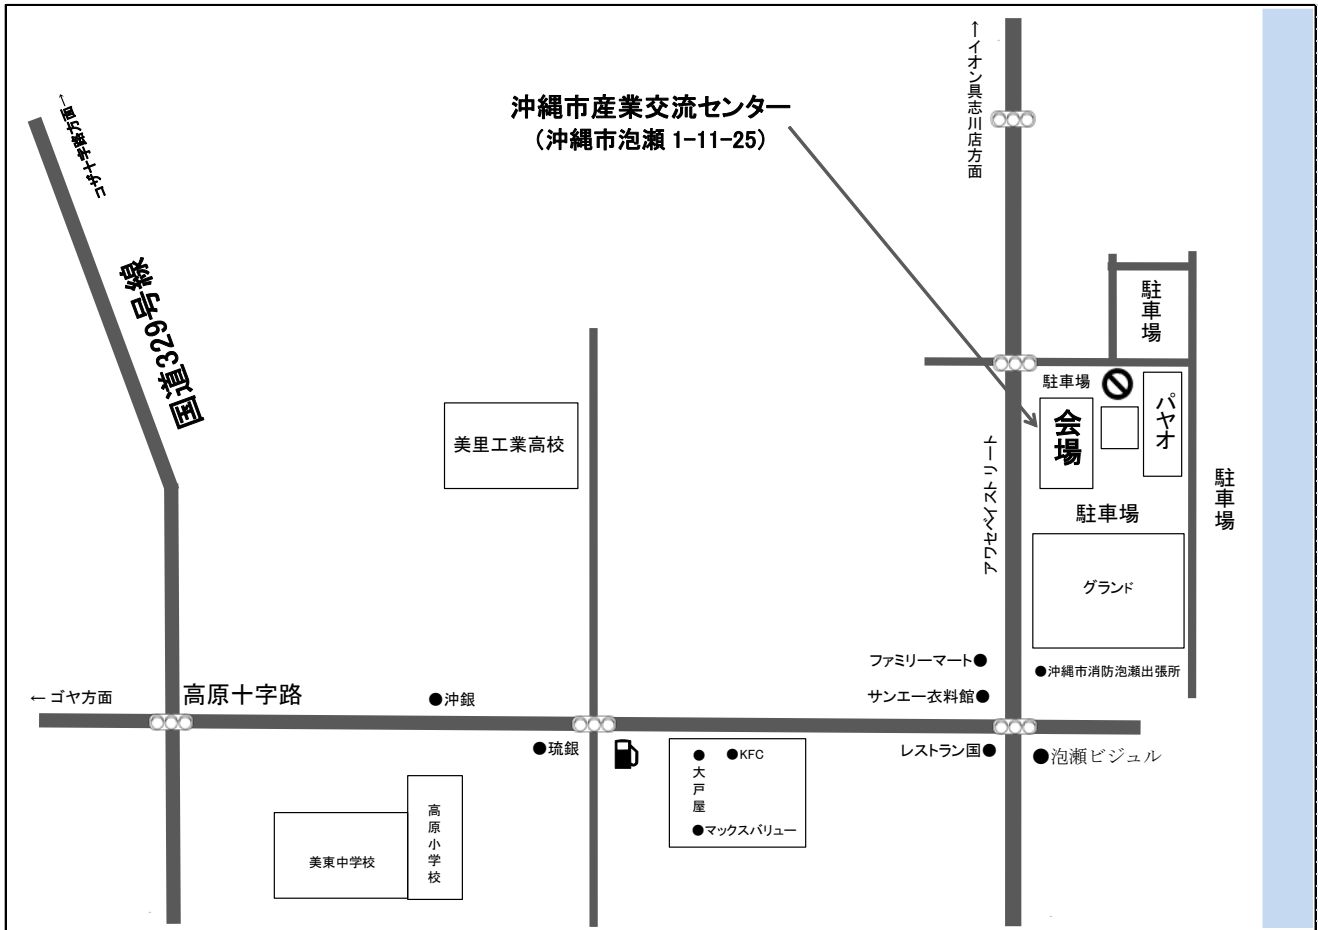 ↑イオン具志川店方面
コザ十字路方面→
沖縄市産業交流センター
(沖縄市泡瀬 1-11-25)
国道329号線
駐車場
駐車場
会場
パヤオ
美里工業高校
アワセベイストリート
駐車場
駐車場
グランド
ファミリーマート●
●沖縄市消防泡瀬出張所
← ゴヤ方面
高原十字路
●沖銀
サンエー衣料館●
●琉銀
●大戸屋
●KFC
●マックスバリュー
レストラン国●
●泡瀬ビジュル
高原小学校
美東中学校